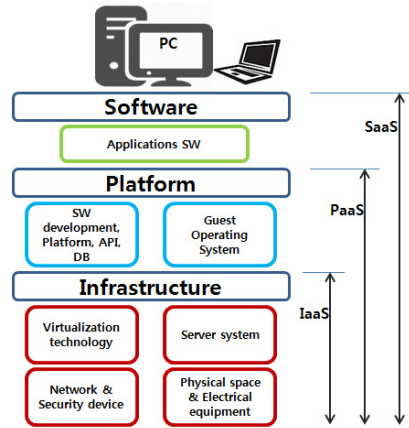 PC
Software
SaaS
Applications SW
Platform
PaaS
SW
development,
Platform, API,
DB
Guest
Operating
System
Infrastructure
IaaS
Virtualization
technology
Server system
Network &
Security device
Physical space
& Electrical
equipment